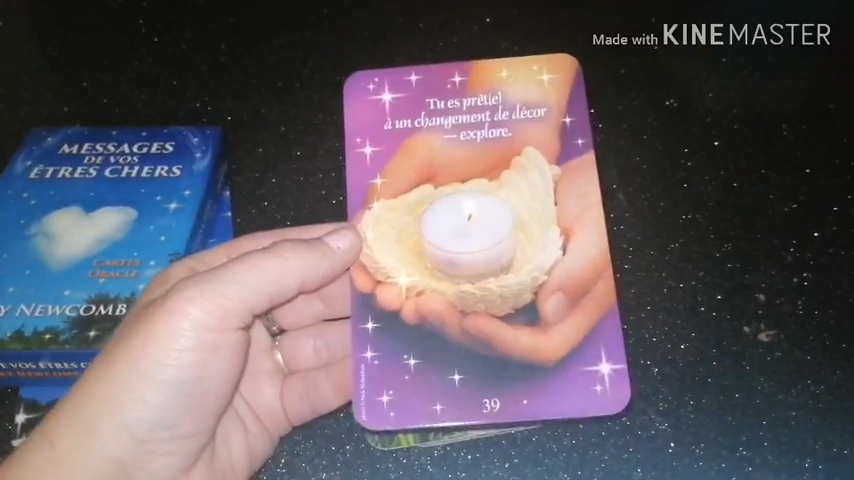 Made with KINEMASTER
Tu es prêt(e)
à un changement de décor
— explore.
39
MESSAGES
DE VOS
ÊTRES CHERS
CARTES
ORACLE
NEWCOMB